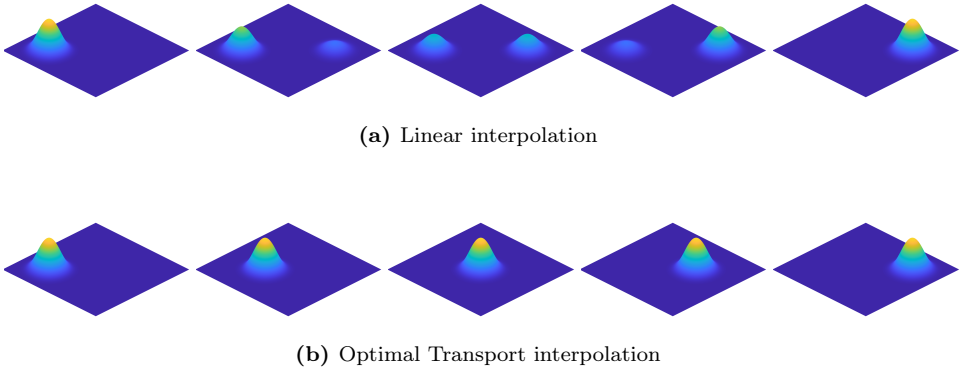 (a) Linear interpolation
(b) Optimal Transport interpolation